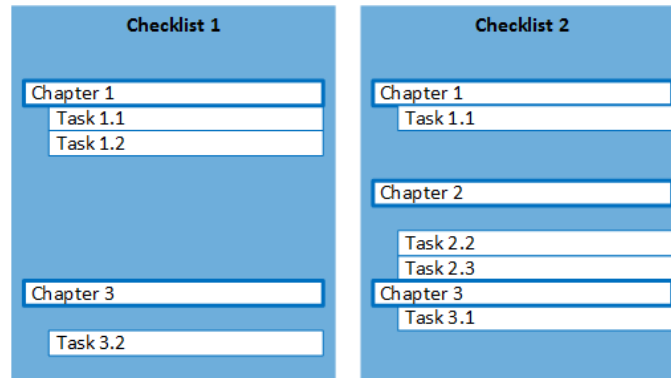 Checklist 1
Chapter 1
Task 1.1
Task 1.2
Chapter 3
Task 3.2
Checklist 2
Chapter 1
Task 1.1
Chapter 2
Task 2.2
Task 2.3
Chapter 3
Task 3.1